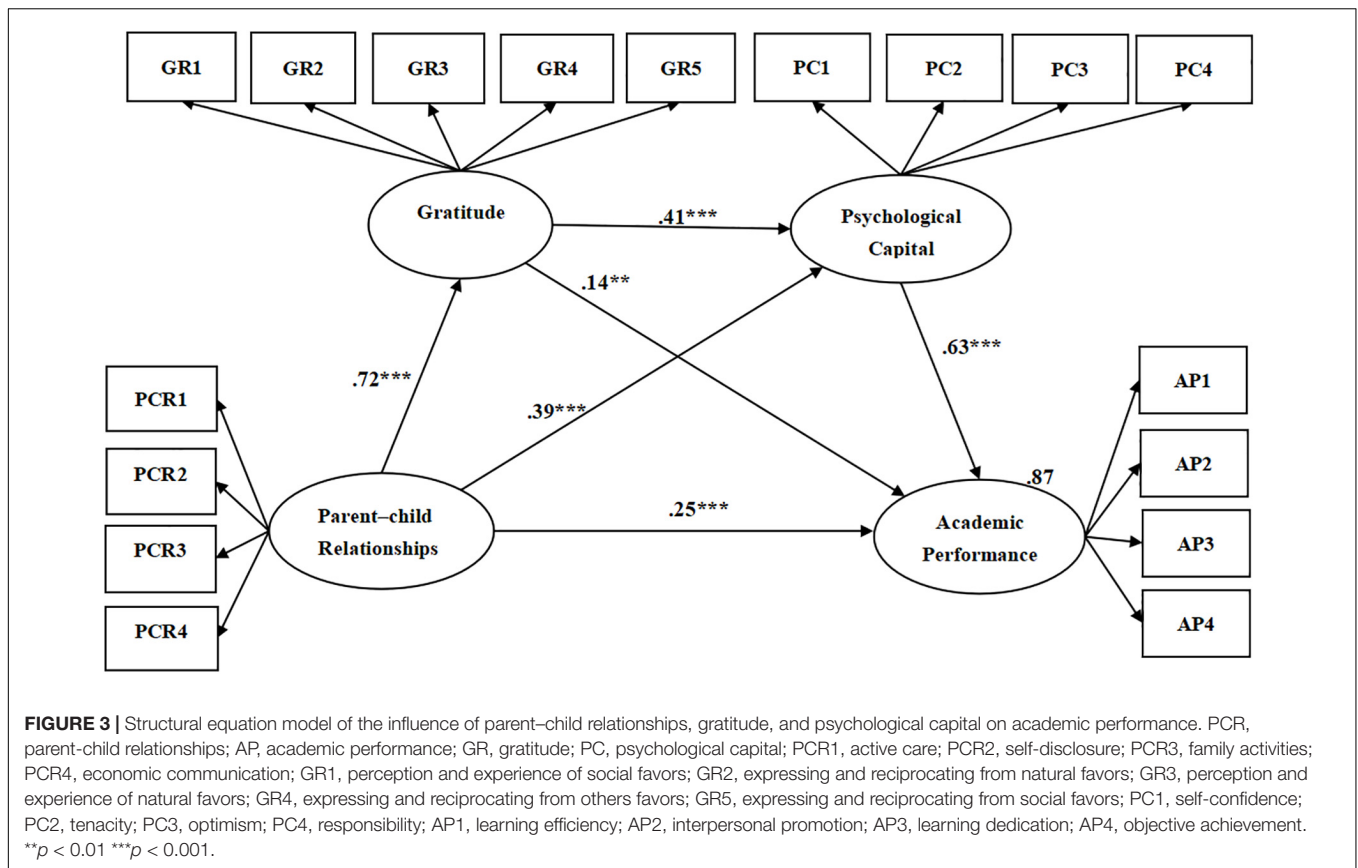 GR1 GR2 GR3 GR4 GR5 PC1 PC2 PC3 PC4
Gratitude
.41***
Psychological
Capital
.14**
.72***
.39***
.63***
PCR1
PCR2
PCR3
PCR4
Parent–child
Relationships
.25***
.87
Academic
Performance
AP1
AP2
AP3
AP4
FIGURE 3 | Structural equation model of the influence of parent–child relationships, gratitude, and psychological capital on academic performance. PCR,
parent-child relationships; AP, academic performance; GR, gratitude; PC, psychological capital; PCR1, active care; PCR2, self-disclosure; PCR3, family activities;
PCR4, economic communication; GR1, perception and experience of social favors; GR2, expressing and reciprocating from natural favors; GR3, perception and
experience of natural favors; GR4, expressing and reciprocating from others favors; GR5, expressing and reciprocating from social favors; PC1, self-confidence;
PC2, tenacity; PC3, optimism; PC4, responsibility; AP1, learning efficiency; AP2, interpersonal promotion; AP3, learning dedication; AP4, objective achievement.
**p < 0.01 ***p < 0.001.